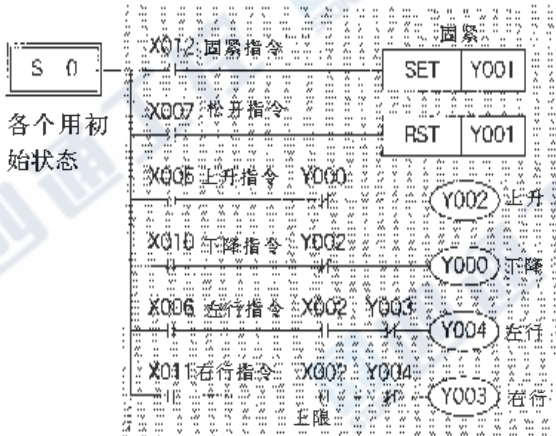 X012 固紧指令 固紧
S 0 SET Y001
各个用初
始状态
X007 松开指令
RST Y001
X005 上升指令 Y000
Y002 上升
X010 下降指令 Y002
Y000 下降
X006 左行指令 X002 Y003
Y004 左行
X011 右行指令 X002 Y004
Y003 右行
上限